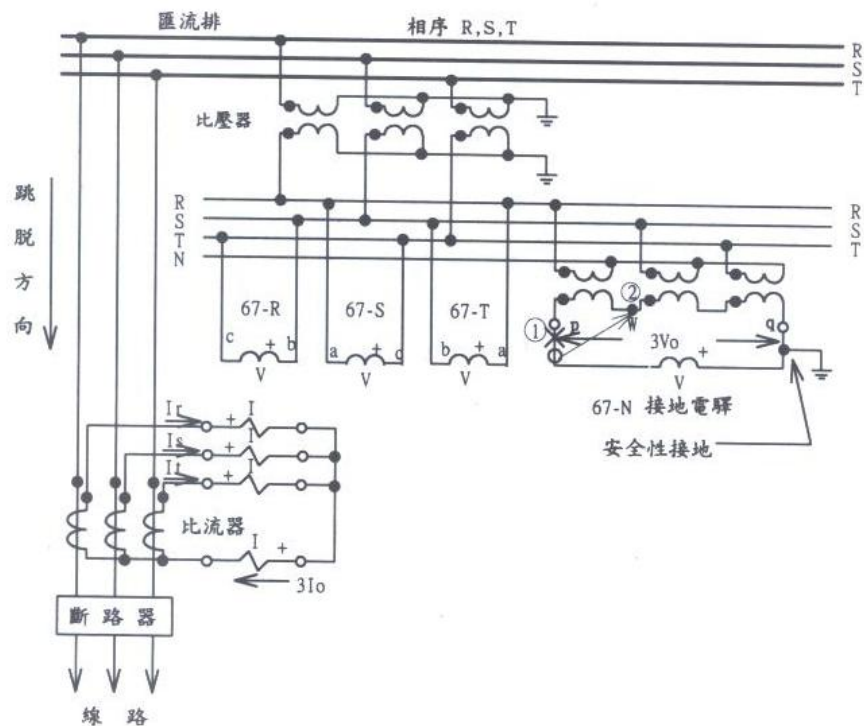 匯流排
相序 R,S,T
R
S
T
比壓器
跳脫方向
R
S
T
N
R
S
T
67-R
67-S
67-T
c
b
+
V
a
c
+
V
b
a
+
V
①
p
②
W
q
3Vo
+
V
67-N 接地電驛
安全性接地
Ir
+
I
Is
+
I
It
+
I
比流器
I
+
3Io
斷路器
線路